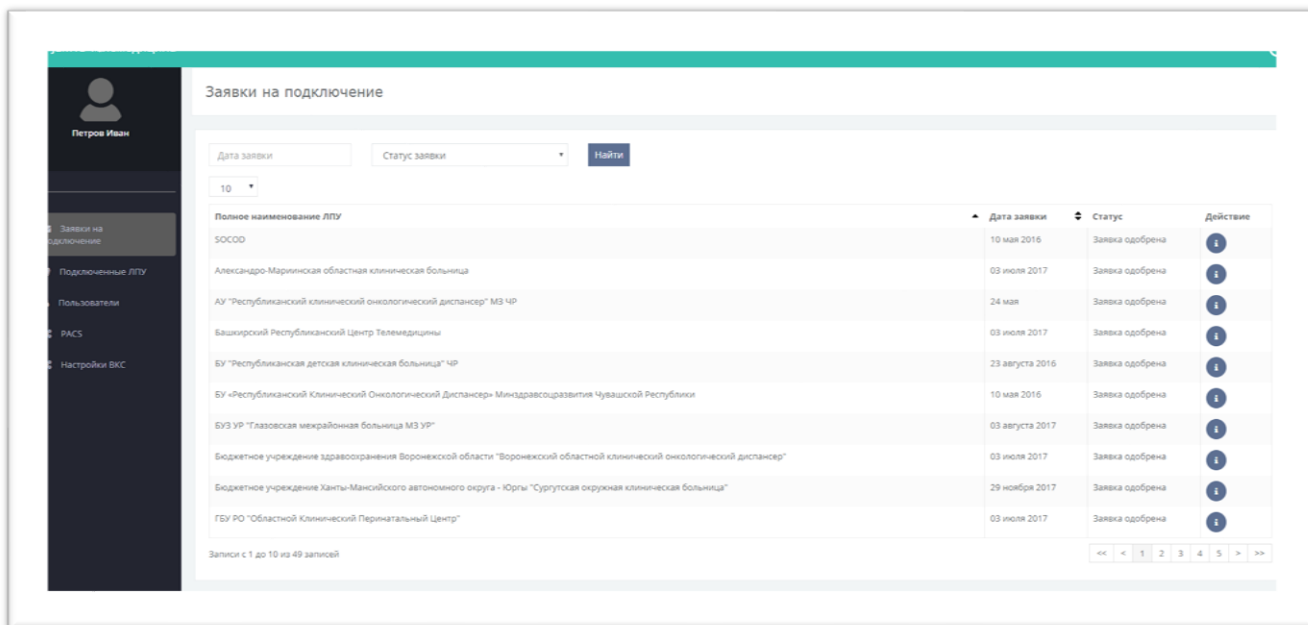 Петров Иван
Заявки на
подключение
Подключенные ЛПУ
Пользователи
PACS
Настройки ВКС
Заявки на подключение
Дата заявки Статус заявки Найти
10
Полное наименование ЛПУ Дата заявки Статус Действие
SOCOD 10 мая 2016 Заявка одобрена
Александро-Мариинская областная клиническая больница 03 июля 2017 Заявка одобрена
АУ "Республиканский клинический онкологический диспансер" МЗ ЧР 24 мая Заявка одобрена
Башкирский Республиканский Центр Телемедицины 03 июля 2017 Заявка одобрена
БУ "Республиканская детская клиническая больница" ЧР 23 августа 2016 Заявка одобрена
БУ «Республиканский Клинический Онкологический Диспансер» Минздравсоцразвития Чувашской Республики 10 мая 2016 Заявка одобрена
БУЗ УР "Глазовская межрайонная больница МЗ УР" 03 августа 2017 Заявка одобрена
Бюджетное учреждение здравоохранения Воронежской области "Воронежский областной клинический онкологический диспансер" 03 июля 2017 Заявка одобрена
Бюджетное учреждение Ханты-Мансийского автономного округа - Югры "Сургутская окружная клиническая больница" 29 ноября 2017 Заявка одобрена
ГБУ РО "Областной Клинический Перинатальный Центр" 03 июля 2017 Заявка одобрена
Записи с 1 до 10 из 49 записей << < 1 2 3 4 5 > >>